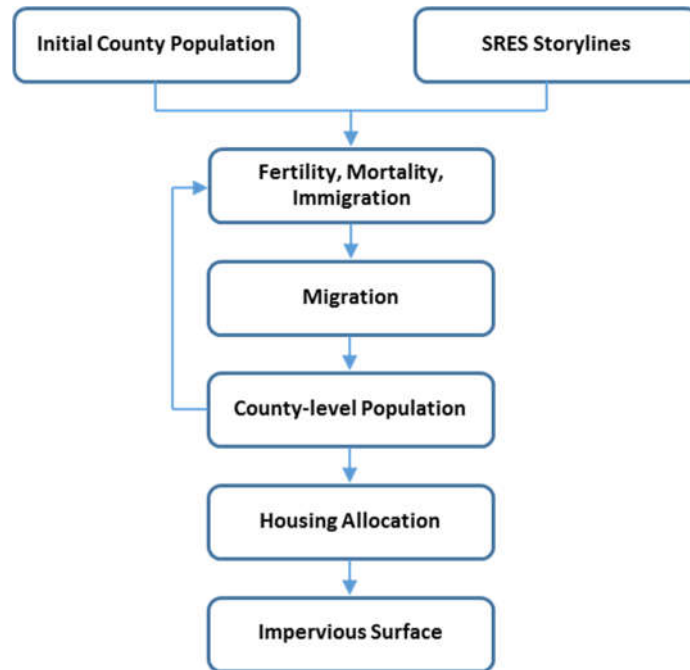 Initial County Population
SRES Storylines
Fertility, Mortality,
Immigration
Migration
County-level Population
Housing Allocation
Impervious Surface